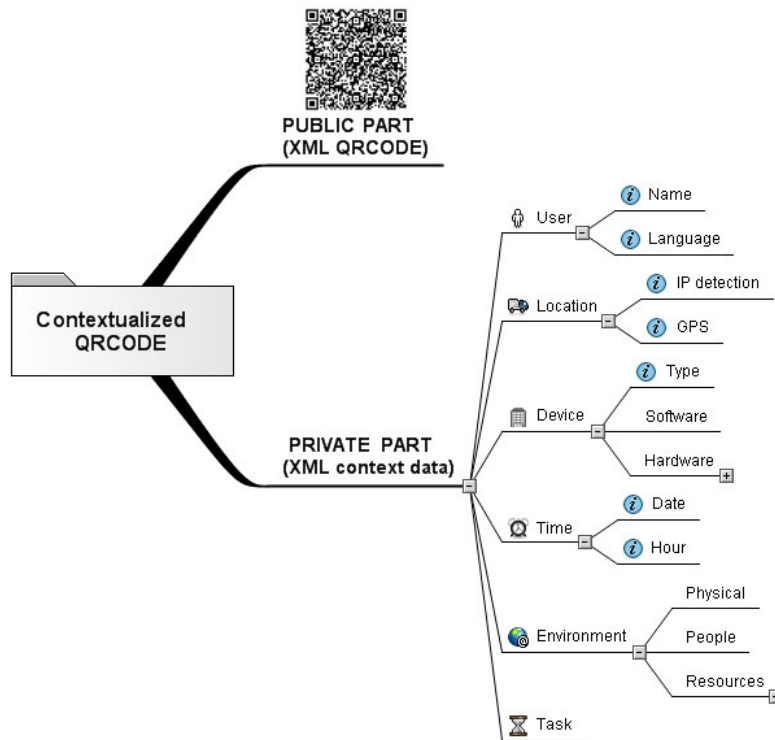 PUBLIC PART
(XML QRCODE)
Contextualized
QRCODE
PRIVATE PART
(XML context data)
User
Name
Language
Location
IP detection
GPS
Device
Type
Software
Hardware
Time
Date
Hour
Environment
Physical
People
Resources
Task